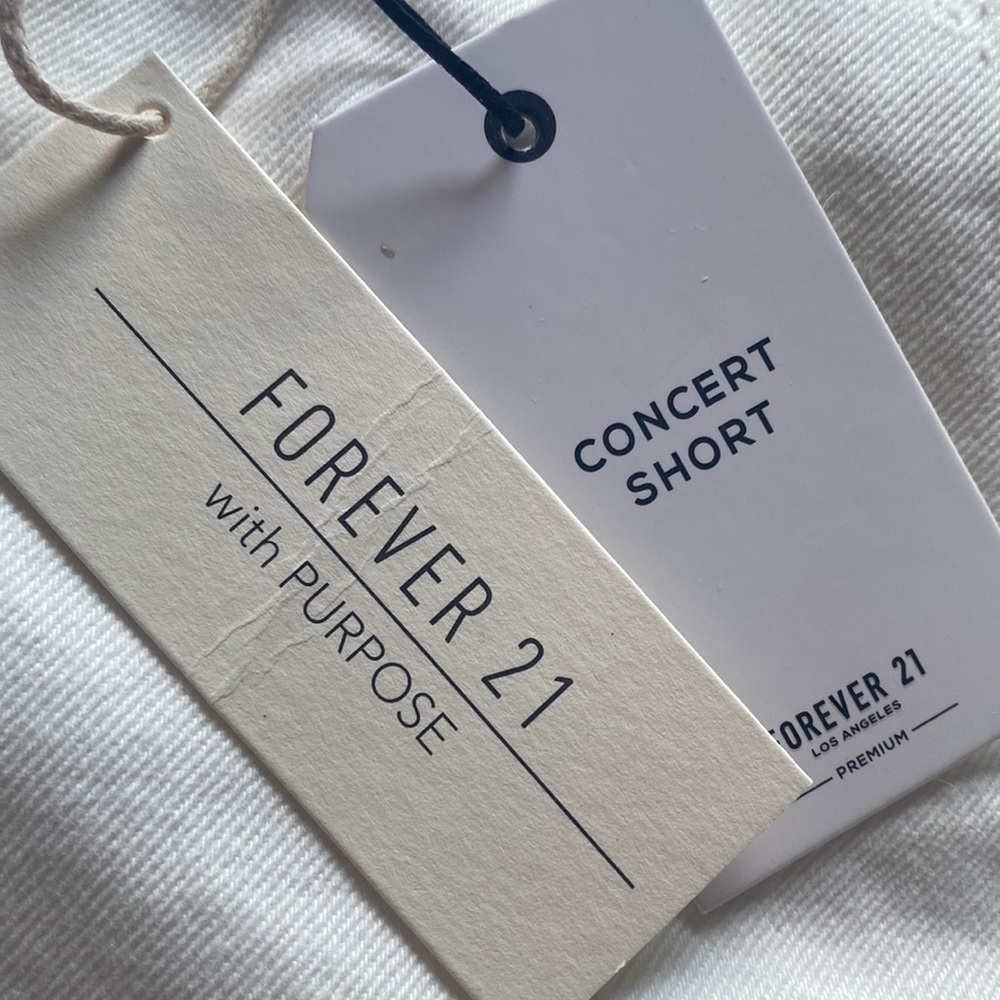 FOREVER 21
with PURPOSE
CONCERT
SHORT
FOREVER 21
LOS ANGELES
PREMIUM